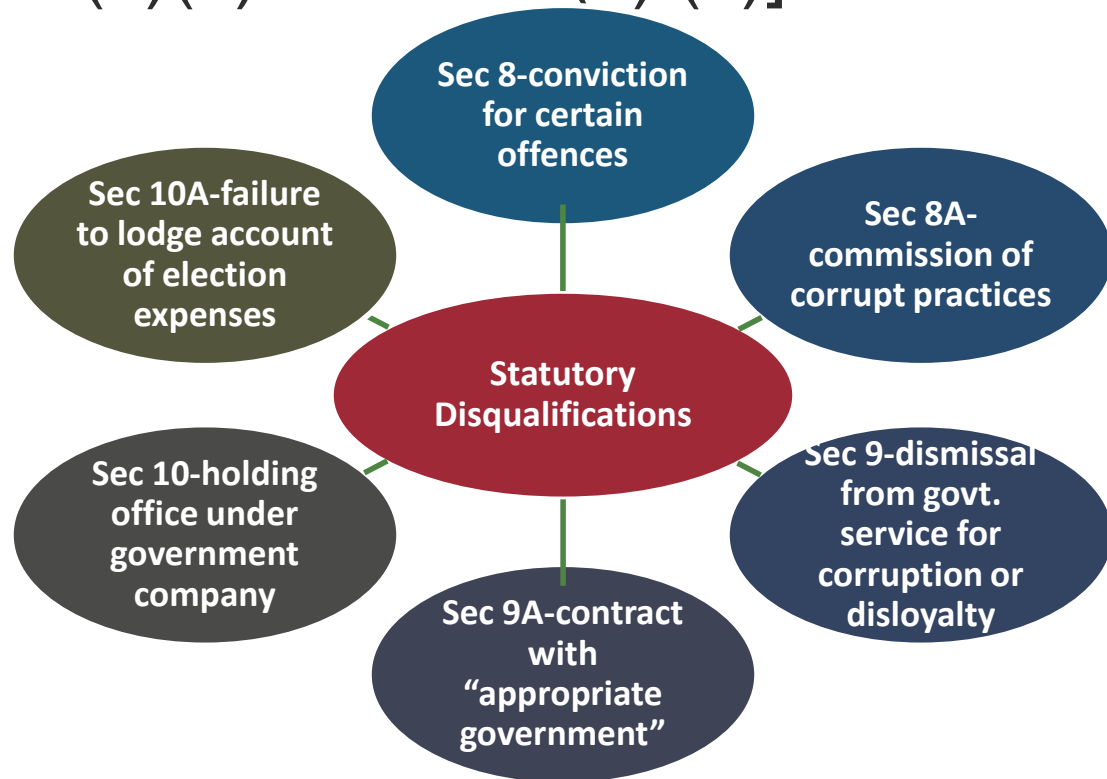 Statutory
Disqualifications
Sec 8-conviction
for certain
offences
Sec 8A-
commission of
corrupt practices
Sec 9-dismissal
from govt.
service for
corruption or
disloyalty
Sec 9A-contract
with
“appropriate
government”
Sec 10-holding
office under
government
company
Sec 10A-failure
to lodge account
of election
expenses